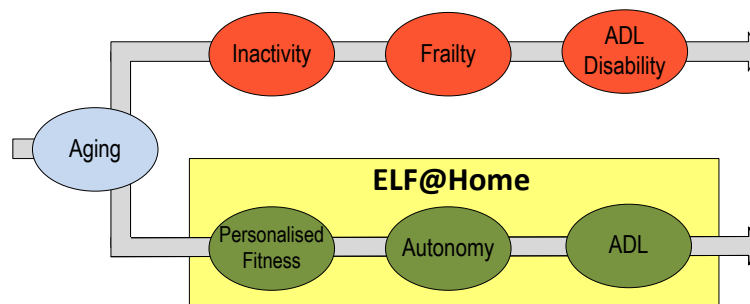 Inactivity
Frailty
ADL
Disability
Aging
ELF@Home
Personalised
Fitness
Autonomy
ADL